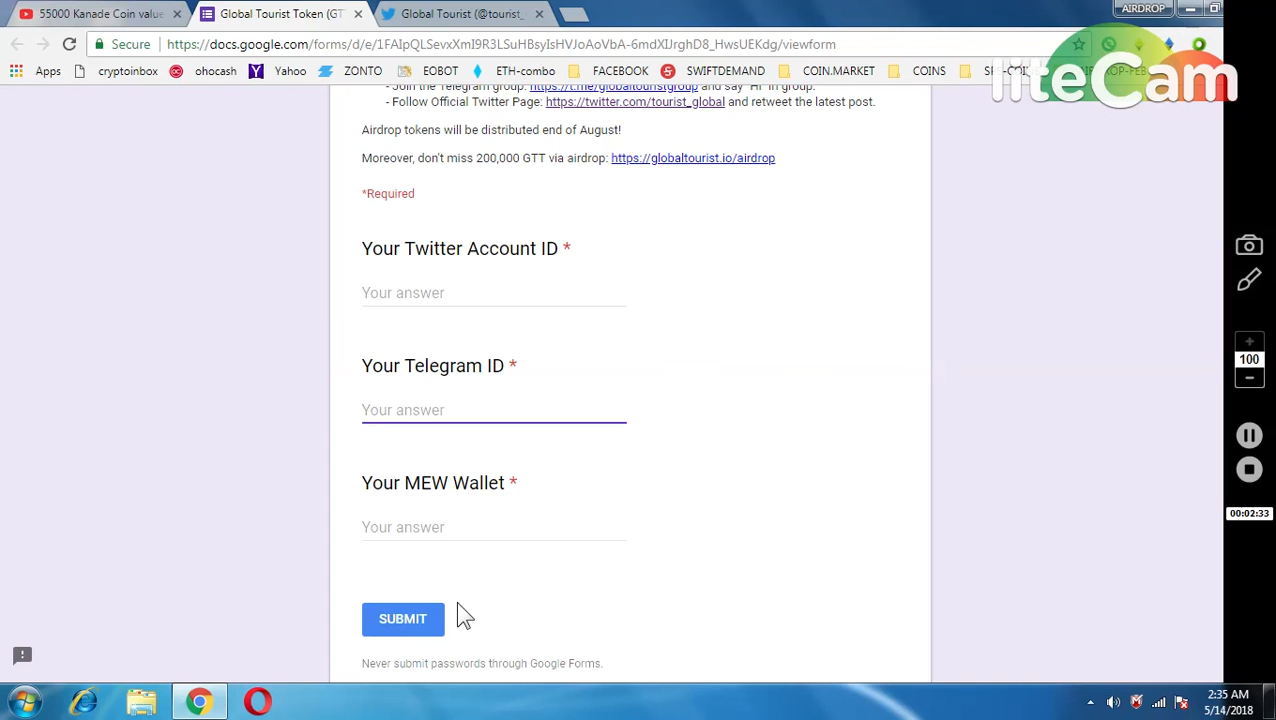 55000 Kanade Coin value
Global Tourist Token (GT
Global Tourist (@tourist_
AIRDROP
Secure
https://docs.google.com/forms/d/e/1FAIpQLSevxXmI9R3LSuHBsyIsHVJoAoVbA-6mdXIJrghD8_HwsUEKdg/viewform
Apps
cryptoinbox
ohocash
Yahoo
EOBOT
ETH-combo
FACEBOOK
SWIFTDEMAND
COIN.MARKET
COINS
liteCam
- Join the Telegram group: https://t.me/globaltouristgroup and say "Hi" in group.
- Follow Official Twitter Page: https://twitter.com/tourist_global and retweet the latest post.
Airdrop tokens will be distributed end of August!
Moreover, don't miss 200,000 GTT via airdrop: https://globaltourist.io/airdrop
*Required
Your Twitter Account ID *
Your answer
Your Telegram ID *
Your answer
Your MEW Wallet *
Your answer
SUBMIT
Never submit passwords through Google Forms.
100
00:02:33
2:35 AM
5/14/2018